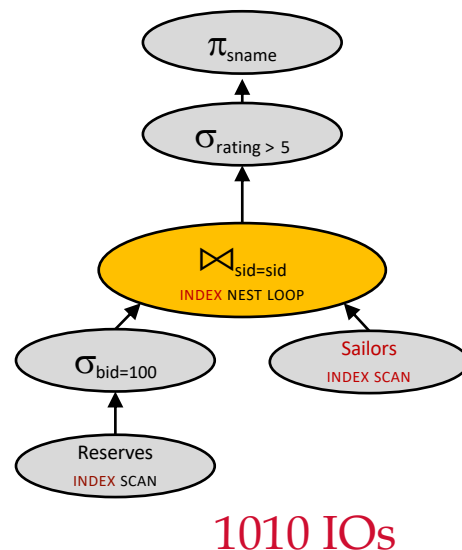 πsname
σrating > 5
⋈sid=sid
INDEX NEST LOOP
σbid=100
Sailors
INDEX SCAN
Reserves
INDEX SCAN
1010 IOs